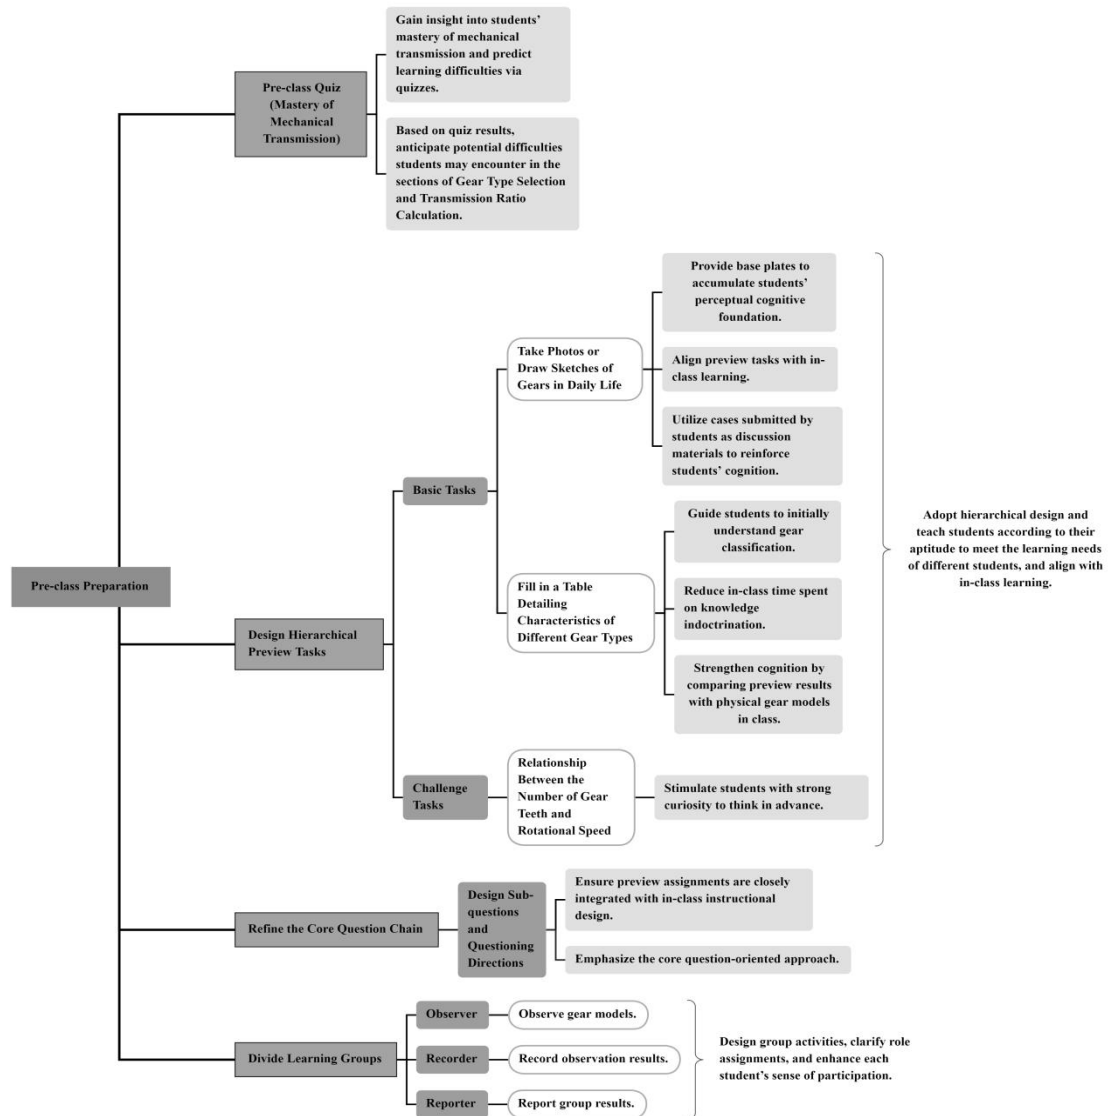 Pre-class Preparation
Pre-class Quiz
(Mastery of
Mechanical
Transmission)
Gain insight into students’
mastery of mechanical
transmission and predict
learning difficulties via
quizzes.
Based on quiz results,
anticipate potential difficulties
students may encounter in the
sections of Gear Type Selection
and Transmission Ratio
Calculation.
Design Hierarchical
Preview Tasks
Basic Tasks
Take Photos or
Draw Sketches of
Gears in Daily Life
Provide base plates to
accumulate students’
perceptual cognitive
foundation.
Align preview tasks with in-
class learning.
Utilize cases submitted by
students as discussion
materials to reinforce
students’ cognition.
Fill in a Table
Detailing
Characteristics of
Different Gear Types
Guide students to initially
understand gear
classification.
Reduce in-class time spent
on knowledge
indoctrination.
Strengthen cognition by
comparing preview results
with physical gear models
in class.
Challenge
Tasks
Relationship
Between the
Number of Gear
Teeth and
Rotational Speed
Stimulate students with strong
curiosity to think in advance.
Adopt hierarchical design and
teach students according to their
aptitude to meet the learning needs
of different students, and align with
in-class learning.
Refine the Core Question Chain
Design Sub-
questions
and
Questioning
Directions
Ensure preview assignments are closely
integrated with in-class instructional
design.
Emphasize the core question-oriented approach.
Divide Learning Groups
Observer
Observe gear models.
Recorder
Record observation results.
Reporter
Report group results.
Design group activities, clarify role
assignments, and enhance each
student’s sense of participation.